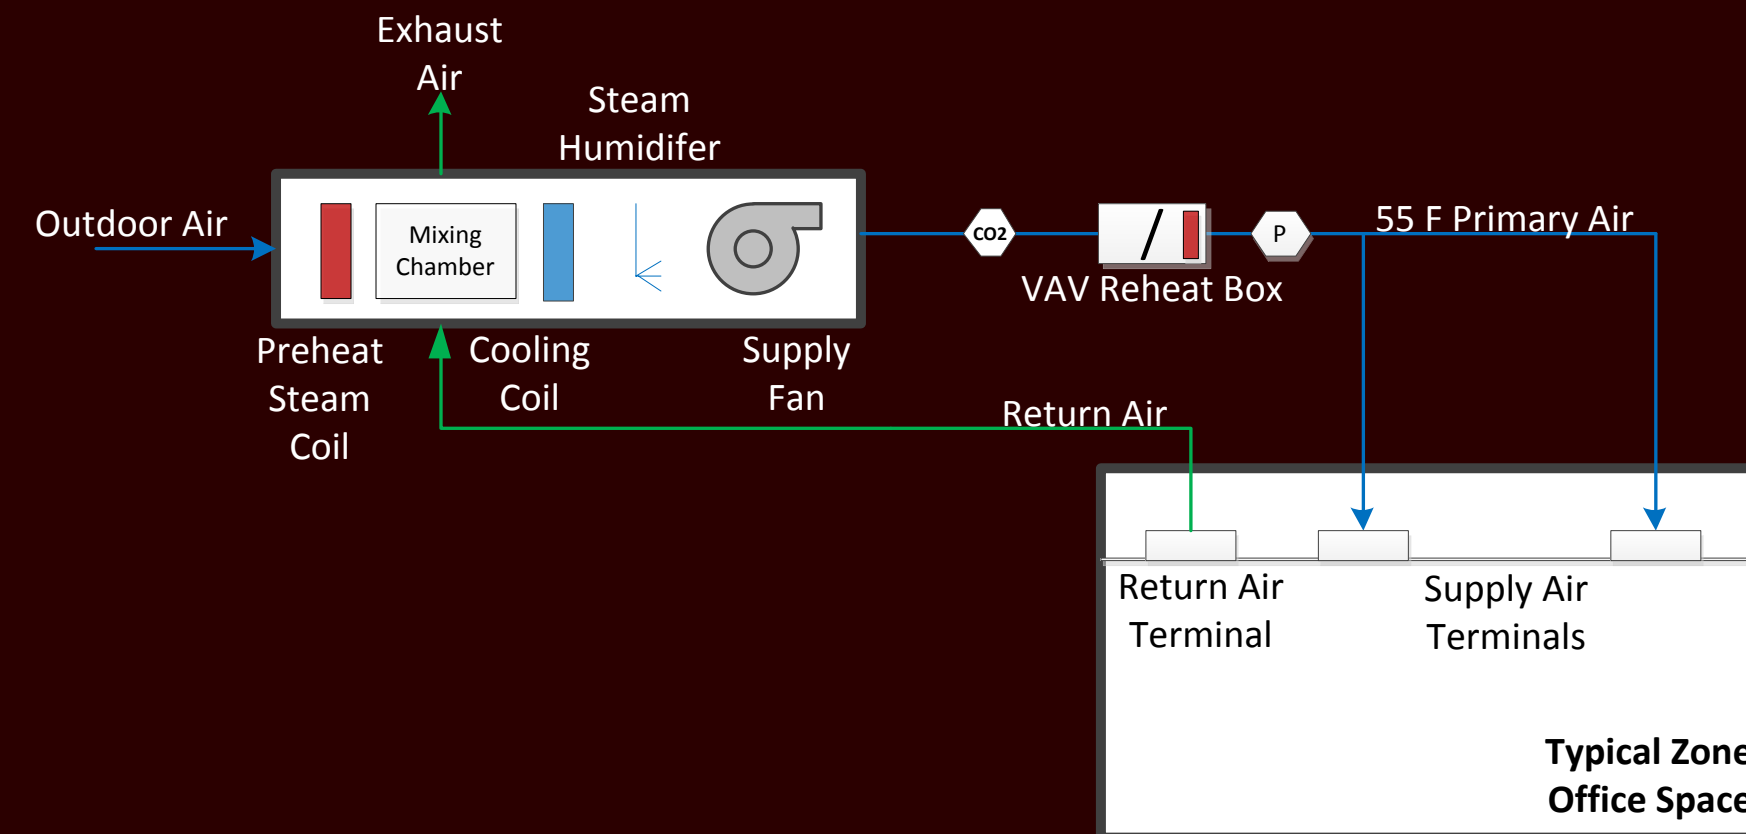 Exhaust
Air
Steam
Humidifer
Outdoor Air
Mixing
Chamber
CO2
P
55 F Primary Air
VAV Reheat Box
Preheat
Steam
Coil
Cooling
Coil
Supply
Fan
Return Air
Return Air
Terminal
Supply Air
Terminals
Typical Zone
Office Space